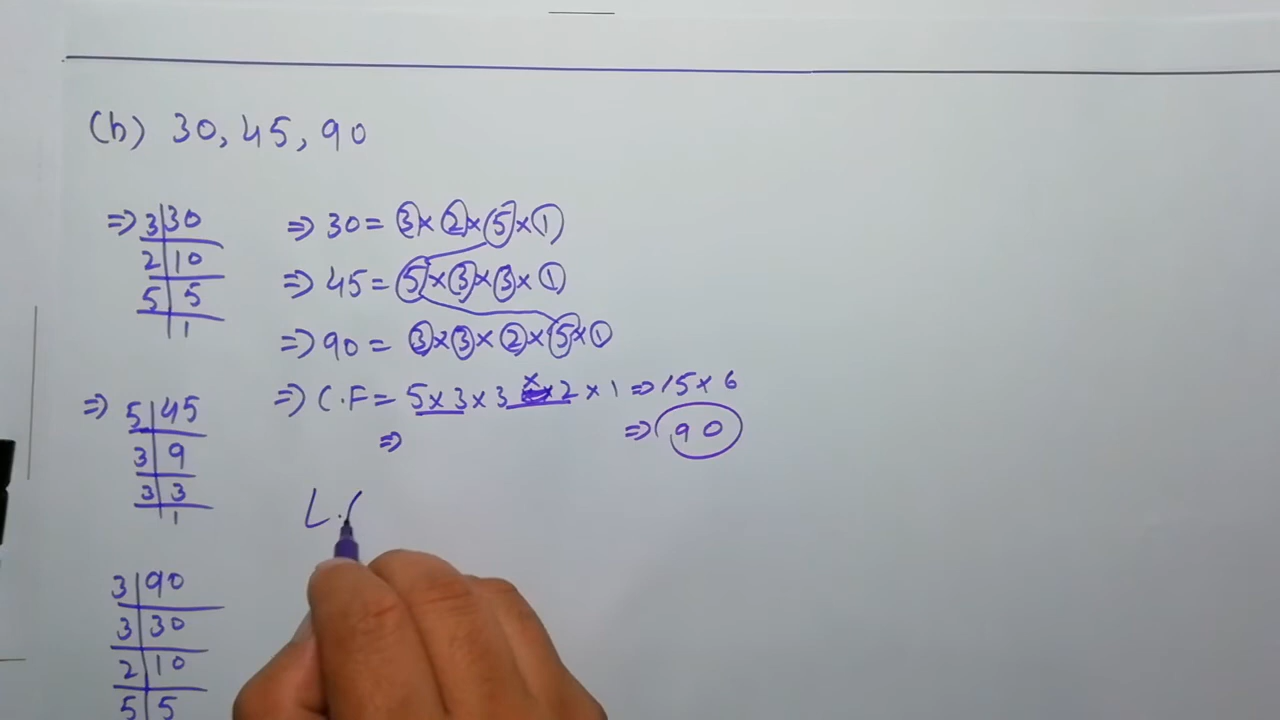 (b) 30, 45, 90
⇒ 3|30
2|10
5|5
1
⇒ 30 = 3×2×5×1
⇒ 45 = 5×3×3×1
⇒ 90 = 3×3×2×5×1
⇒ C.F = 5×3×3×2×1 ⇒ 15×6
⇒ ⇒ 90
⇒ 5|45
3|9
3|3
1
L.C
3|90
3|30
2|10
5|5